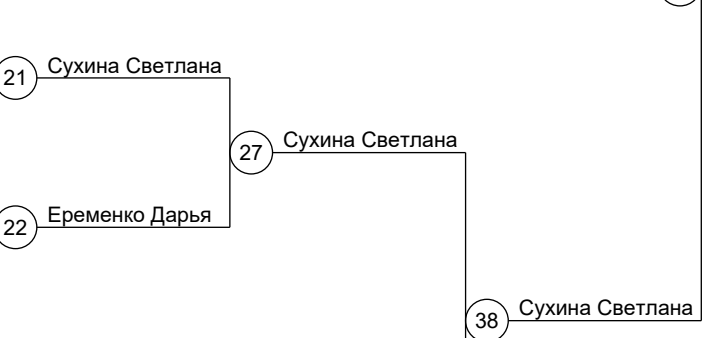 21 Сухина Светлана
27 Сухина Светлана
22 Еременко Дарья
38 Сухина Светлана